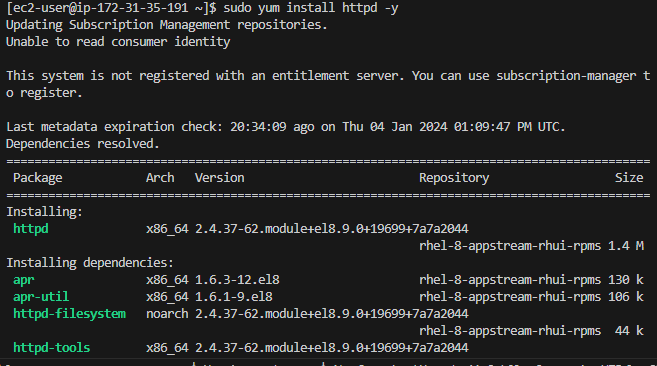 [ec2-user@ip-172-31-35-191 ~]$ sudo yum install httpd -y
Updating Subscription Management repositories.
Unable to read consumer identity
This system is not registered with an entitlement server. You can use subscription-manager t
o register.
Last metadata expiration check: 20:34:09 ago on Thu 04 Jan 2024 01:09:47 PM UTC.
Dependencies resolved.
============================================================================================
Package Arch Version Repository Size
============================================================================================
Installing:
httpd x86_64 2.4.37-62.module+el8.9.0+19699+7a7a2044
rhel-8-appstream-rhui-rpms 1.4 M
Installing dependencies:
apr x86_64 1.6.3-12.el8 rhel-8-appstream-rhui-rpms 130 k
apr-util x86_64 1.6.1-9.el8 rhel-8-appstream-rhui-rpms 106 k
httpd-filesystem noarch 2.4.37-62.module+el8.9.0+19699+7a7a2044
rhel-8-appstream-rhui-rpms 44 k
httpd-tools x86_64 2.4.37-62.module+el8.9.0+19699+7a7a2044